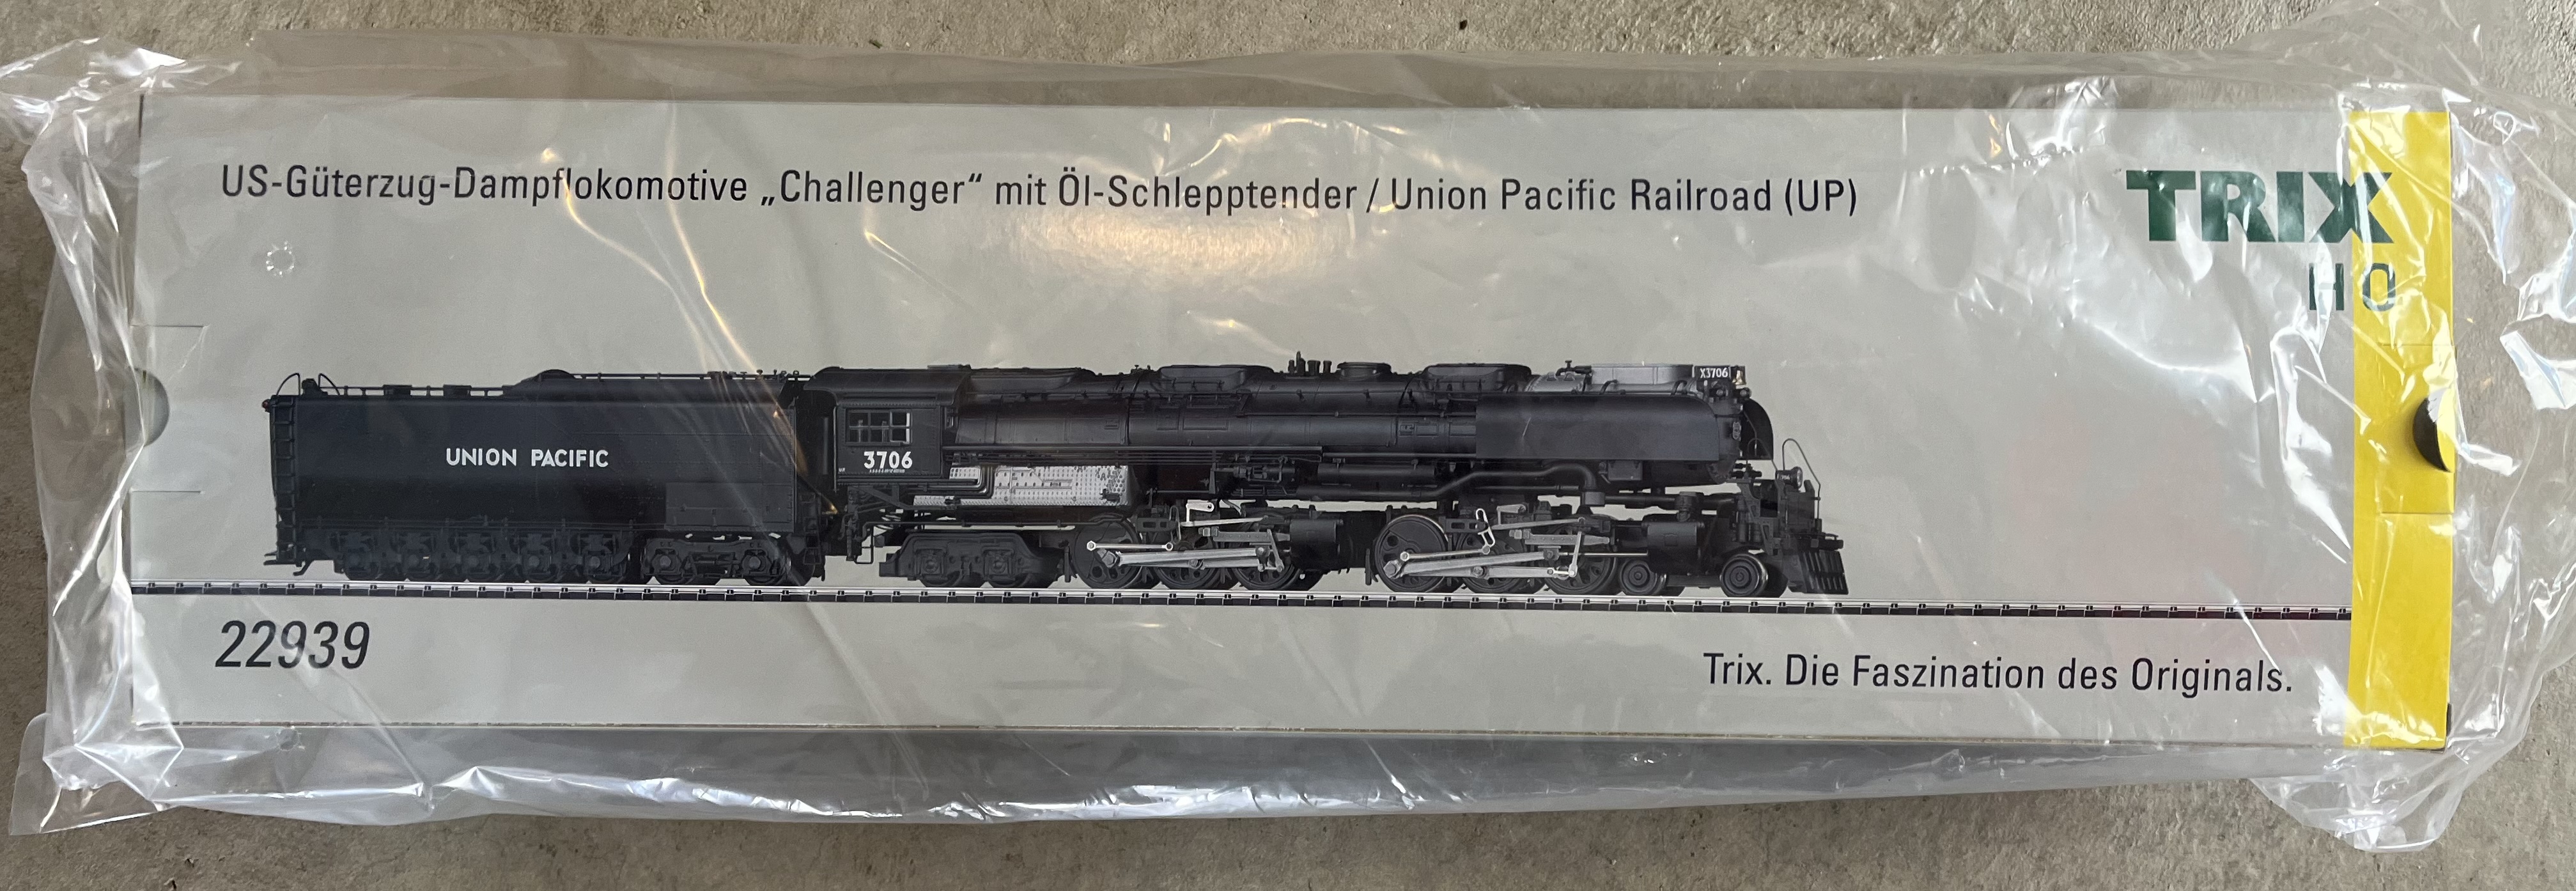 US-Güterzug-Dampflokomotive „Challenger“ mit Öl-Schlepptender / Union Pacific Railroad (UP)
TRIX
H0
X3706
UNION PACIFIC
3706
22939
Trix. Die Faszination des Originals.